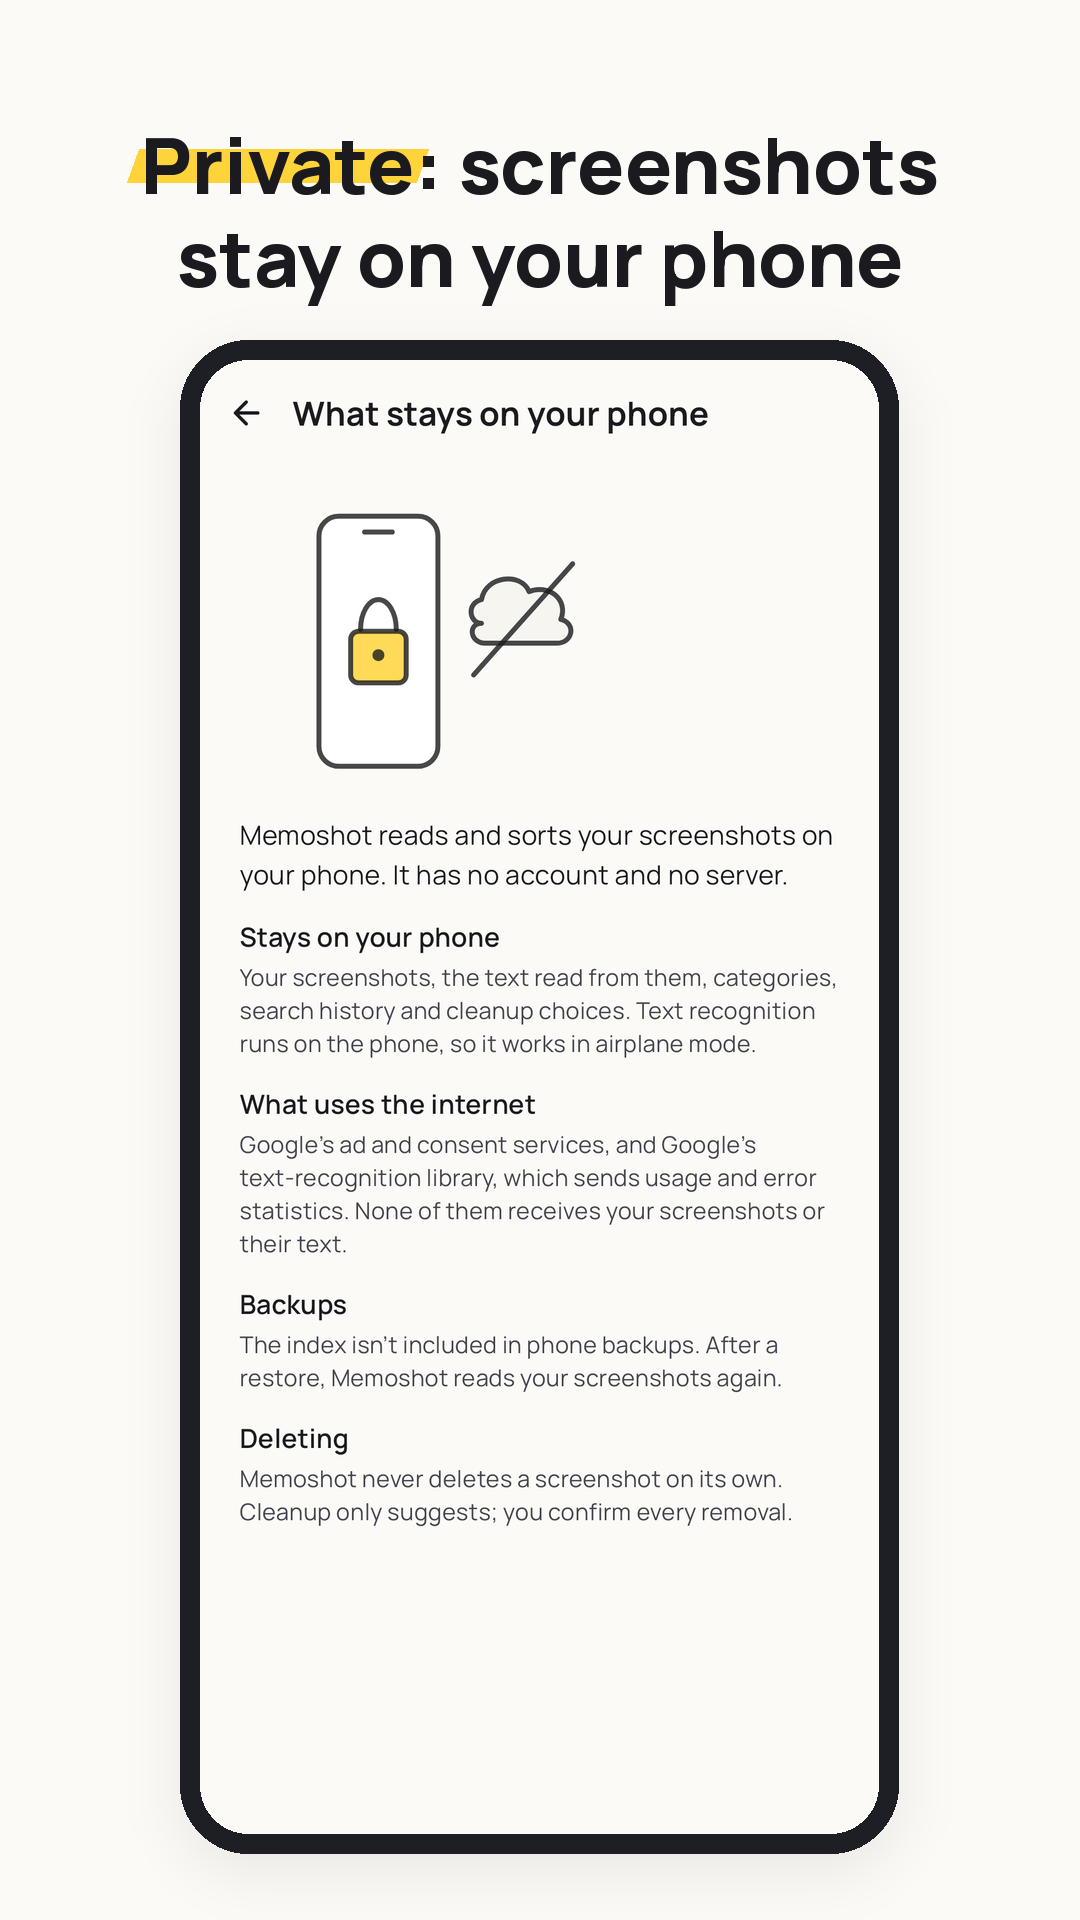 Private: screenshots
stay on your phone
What stays on your phone
Memoshot reads and sorts your screenshots on
your phone. It has no account and no server.
Stays on your phone
Your screenshots, the text read from them, categories,
search history and cleanup choices. Text recognition
runs on the phone, so it works in airplane mode.
What uses the internet
Google’s ad and consent services, and Google’s
text-recognition library, which sends usage and error
statistics. None of them receives your screenshots or
their text.
Backups
The index isn’t included in phone backups. After a
restore, Memoshot reads your screenshots again.
Deleting
Memoshot never deletes a screenshot on its own.
Cleanup only suggests; you confirm every removal.